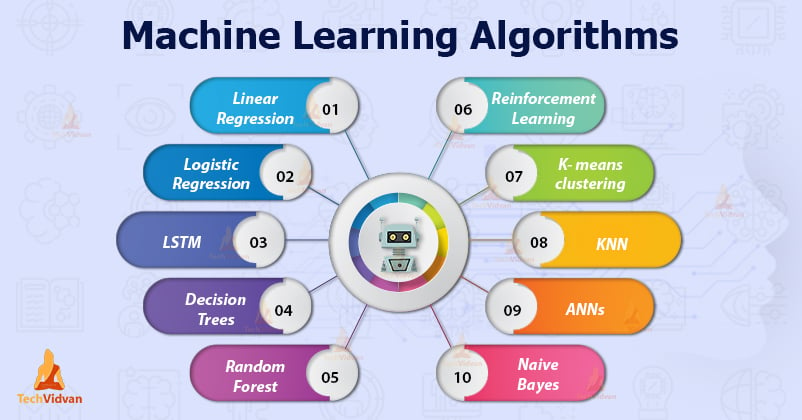 Machine Learning Algorithms
Linear
Regression
01
Logistic
Regression
02
LSTM
03
Decision
Trees
04
Random
Forest
05
06
Reinforcement
Learning
07
K- means
clustering
08
KNN
09
ANNs
10
Naive
Bayes
TechVidvan